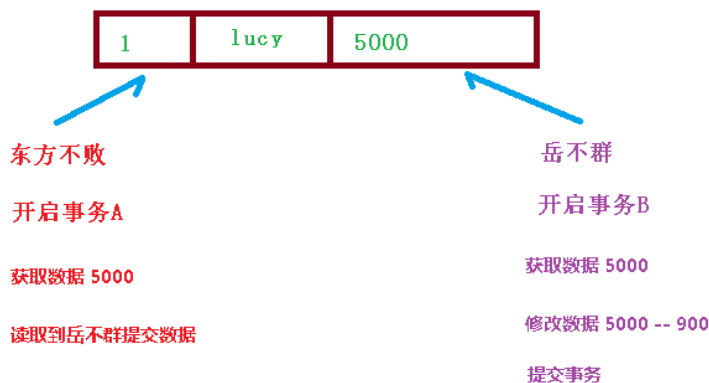 1 lucy 5000
东方不败
开启事务A
获取数据 5000
读取到岳不群提交数据
岳不群
开启事务B
获取数据 5000
修改数据 5000 -- 900
提交事务